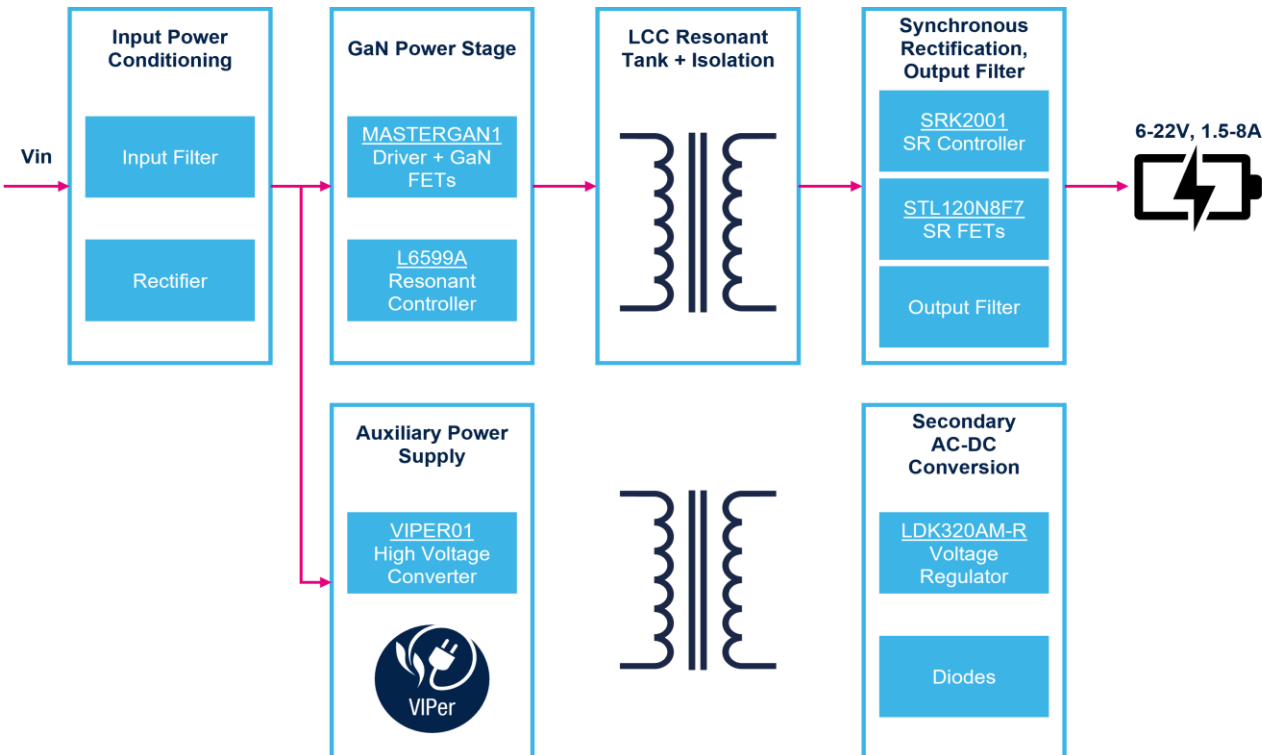 Input Power
Conditioning
Input Filter
Rectifier
Vin
GaN Power Stage
MASTERGAN1
Driver + GaN
FETs
L6599A
Resonant
Controller
LCC Resonant
Tank + Isolation
Synchronous
Rectification,
Output Filter
SRK2001
SR Controller
STL120N8F7
SR FETs
Output Filter
6-22V, 1.5-8A
Auxiliary Power
Supply
VIPER01
High Voltage
Converter
VIPer
Secondary
AC-DC
Conversion
LDK320AM-R
Voltage
Regulator
Diodes